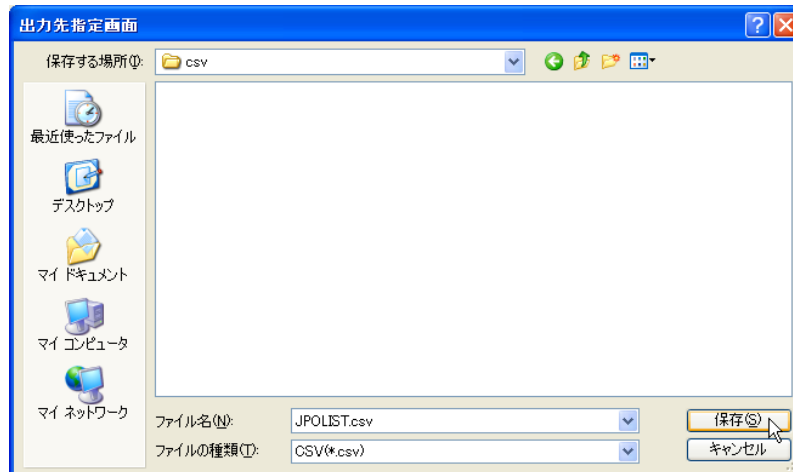 出力先指定画面
保存する場所(I):
csv
最近使ったファイル
デスクトップ
マイ ドキュメント
マイ コンピュータ
マイ ネットワーク
ファイル名(N):
JPOLIST.csv
保存(S)
ファイルの種類(T):
CSV(*.csv)
キャンセル